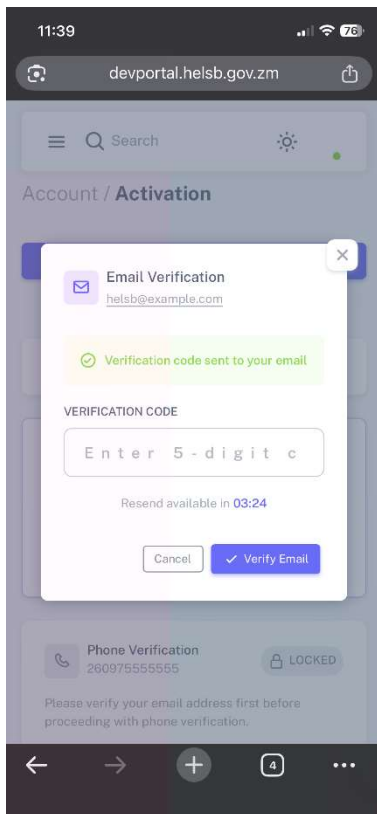 11:39
76
devportal.helsb.gov.zm
Search
Account / Activation
Email Verification
helsb@example.com
Verification code sent to your email
VERIFICATION CODE
Enter 5-digit c
Resend available in 03:24
Cancel
Verify Email
Phone Verification
260975555555
LOCKED
Please verify your email address first before
proceeding with phone verification.
4